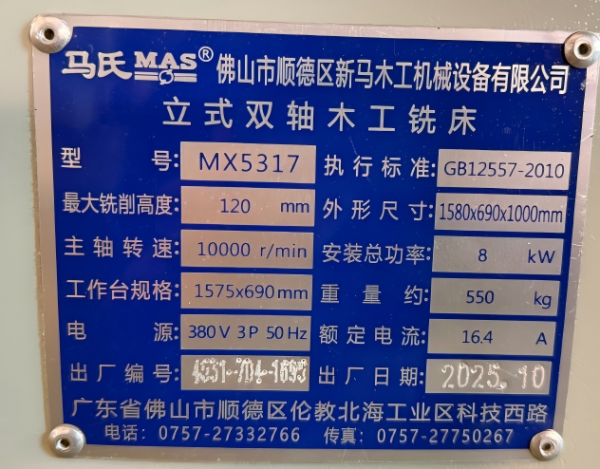 马氏 MAS® 佛山市顺德区新马木工机械设备有限公司
立式双轴木工铣床
型 号: MX5317 执行标准: GB12557-2010
最大铣削高度: 120 mm 外形尺寸: 1580x690x1000mm
主轴转速: 10000 r/min 安装总功率: 8 kW
工作台规格: 1575x690mm 重量约: 550 kg
电 源: 380V 3P 50Hz 额定电流: 16.4 A
出厂编号: 出厂日期: 2025.10
广东省佛山市顺德区伦教北海工业区科技西路
电话: 0757-27332766 传真: 0757-27750267